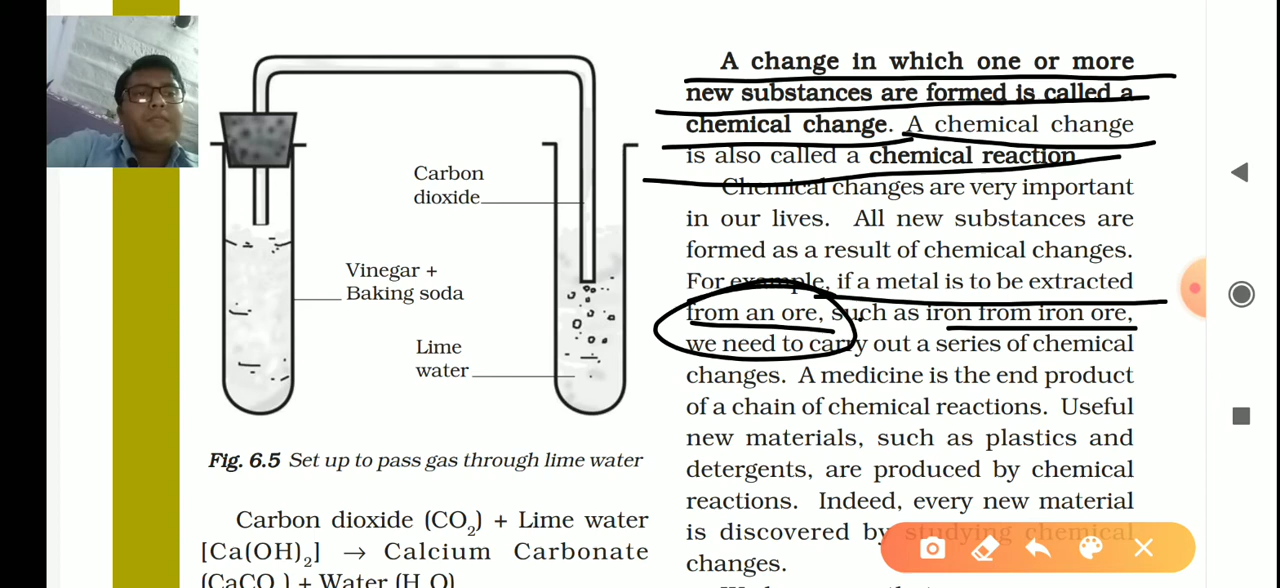 Carbon
dioxide
Vinegar +
Baking soda
Lime
water
Fig. 6.5 Set up to pass gas through lime water
Carbon dioxide (CO₂) + Lime water
[Ca(OH)₂] → Calcium Carbonate
(CaCO₃) + Water (H₂O)
A change in which one or more
new substances are formed is called a
chemical change. A chemical change
is also called a chemical reaction
Chemical changes are very important
in our lives. All new substances are
formed as a result of chemical changes.
For example, if a metal is to be extracted
from an ore, such as iron from iron ore,
we need to carry out a series of chemical
changes. A medicine is the end product
of a chain of chemical reactions. Useful
new materials, such as plastics and
detergents, are produced by chemical
reactions. Indeed, every new material
is discovered by studying chemical
changes.